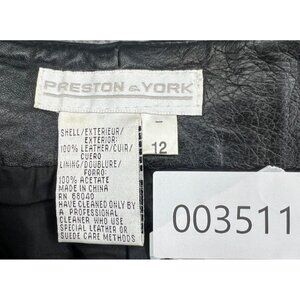 PRESTON & YORK
12
SHELL/EXTERIEUR/
EXTERIOR:
100% LEATHER/CUIR/
CUERO
LINING/DOUBLURE/
FORRO:
100% ACETATE
MADE IN CHINA
RN 66040
HAVE CLEANED ONLY BY
A PROFESSIONAL
CLEANER WHO USE
SPECIAL LEATHER OR
SUEDE CARE METHODS
003511